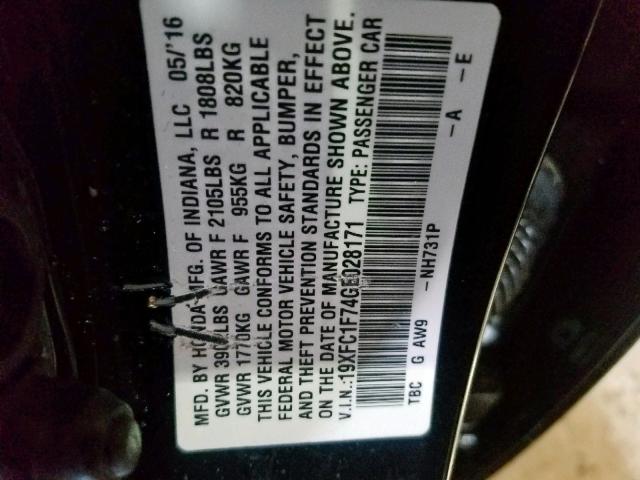 MFD. BY HONDA MFG. OF INDIANA, LLC 05/'16
GVWR LBS GAWR F 2105LBS R 1808LBS
GVWR 1770KG GAWR F 955KG R 820KG
THIS VEHICLE CONFORMS TO ALL APPLICABLE
FEDERAL MOTOR VEHICLE SAFETY, BUMPER,
AND THEFT PREVENTION STANDARDS IN EFFECT
ON THE DATE OF MANUFACTURE SHOWN ABOVE.
V.I.N.:19XFC1F74GE028171 TYPE: PASSENGER CAR
TBC G AW9 –NH731P –A –E